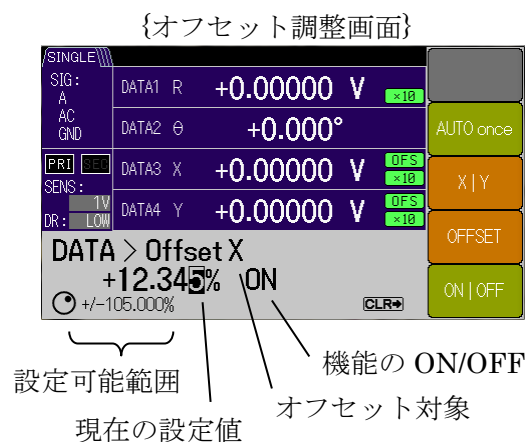 {オフセット調整画面}
SINGLE
SIG:
A
AC
GND
PRI SEC
SENS:
1V
DR: LOW
DATA1 R +0.00000 V ×10
DATA2 θ +0.000°
DATA3 X +0.00000 V OFS ×10
DATA4 Y +0.00000 V OFS ×10
AUTO once
X|Y
OFFSET
ON|OFF
DATA > Offset X
+12.345% ON
+/-105.000% CLR
設定可能範囲
機能の ON/OFF
オフセット対象
現在の設定値